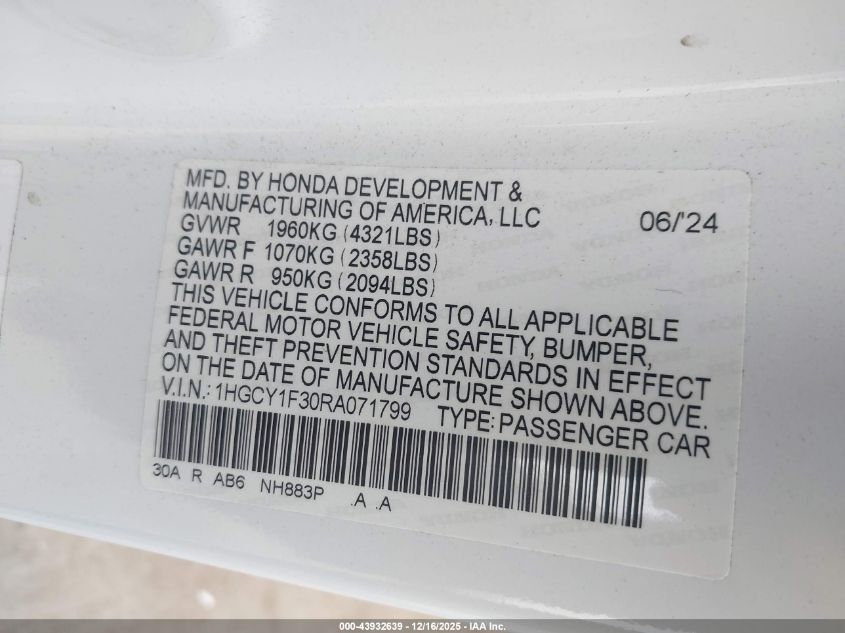 MFD. BY HONDA DEVELOPMENT &
MANUFACTURING OF AMERICA, LLC 06/'24
GVWR 1960KG (4321LBS)
GAWR F 1070KG (2358LBS)
GAWR R 950KG (2094LBS)
THIS VEHICLE CONFORMS TO ALL APPLICABLE
FEDERAL MOTOR VEHICLE SAFETY, BUMPER,
AND THEFT PREVENTION STANDARDS IN EFFECT
ON THE DATE OF MANUFACTURE SHOWN ABOVE.
V.I.N.: 1HGCY1F30RA071799 TYPE: PASSENGER CAR
30A R AB6 NH883P .A .A
000-43932639 - 12/16/2025 - IAA Inc.